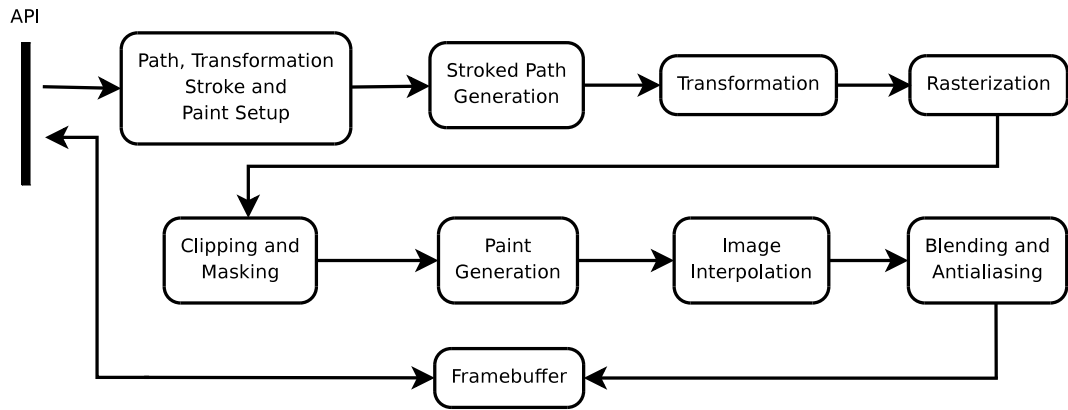 API
Path, Transformation
Stroke and
Paint Setup
Stroked Path
Generation
Transformation
Rasterization
Clipping and
Masking
Paint
Generation
Image
Interpolation
Blending and
Antialiasing
Framebuffer